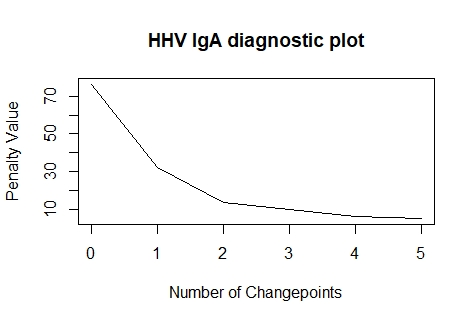 HHV IgA diagnostic plot
Penalty Value
70
50
30
10
0 1 2 3 4 5
Number of Changepoints